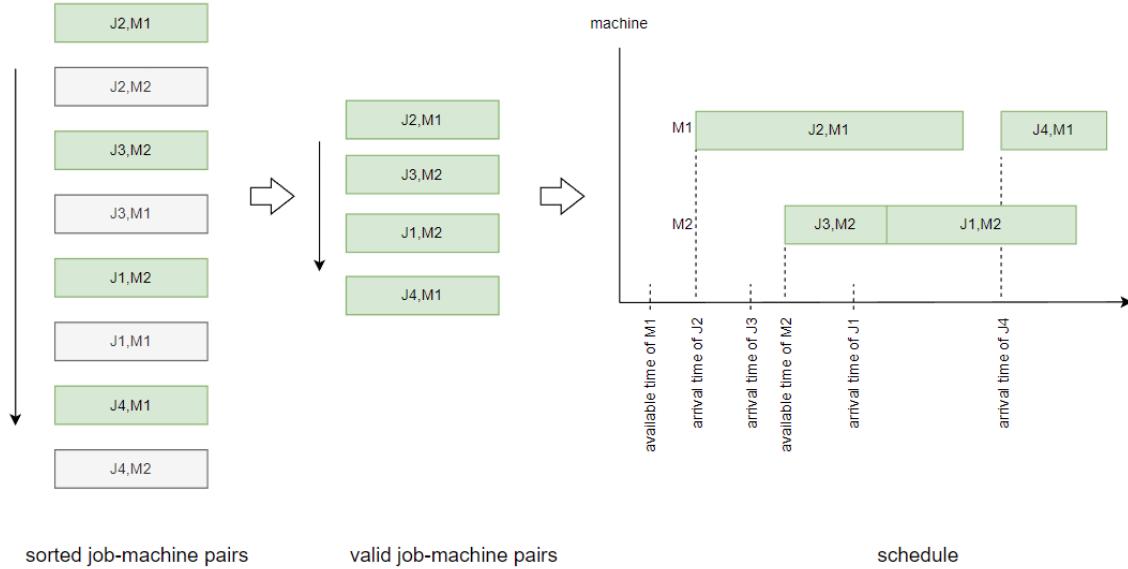 J2,M1
J2,M2
J3,M2
J3,M1
J1,M2
J1,M1
J4,M1
J4,M2
sorted job-machine pairs
J2,M1
J3,M2
J1,M2
J4,M1
valid job-machine pairs
machine
M1
J2,M1
J4,M1
M2
J3,M2
J1,M2
available time of M1
arrival time of J2
arrival time of J3
available time of M2
arrival time of J1
arrival time of J4
schedule